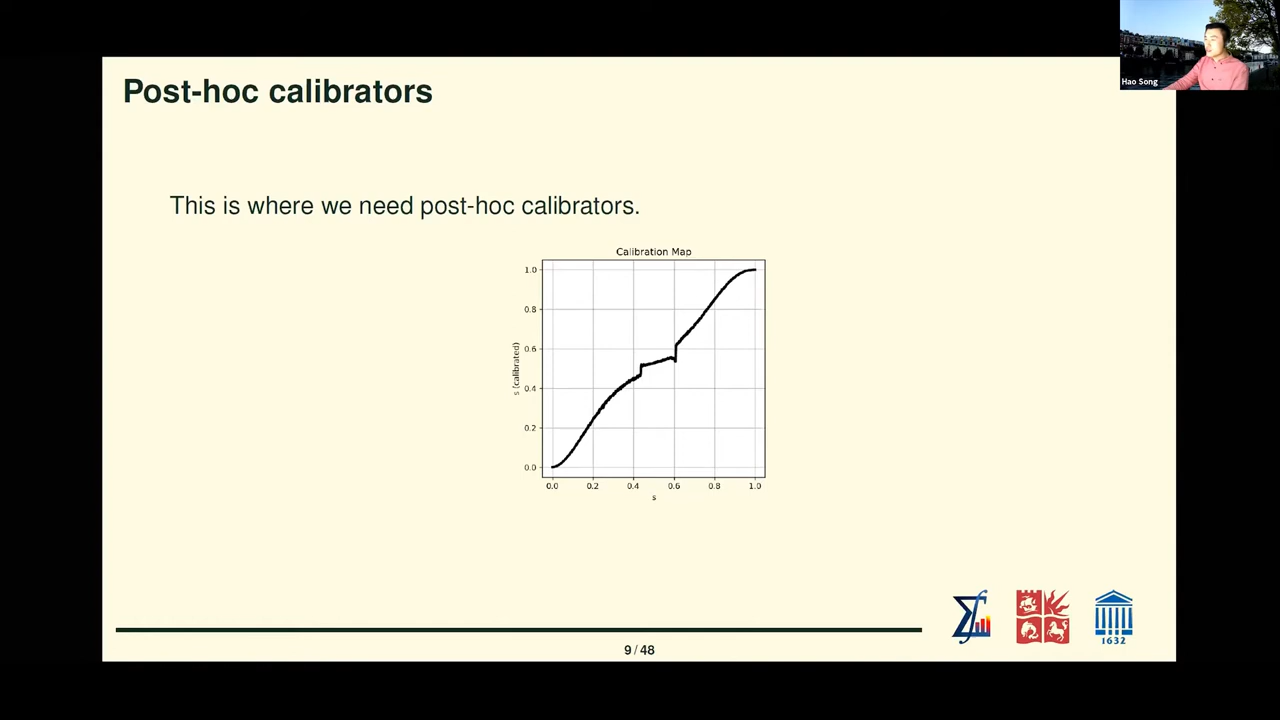 Hao Song
Post-hoc calibrators
This is where we need post-hoc calibrators.
Calibration Map
1.0
0.8
0.6
0.4
0.2
0.0
s (calibrated)
0.0 0.2 0.4 0.6 0.8 1.0
s
1632
9 / 48